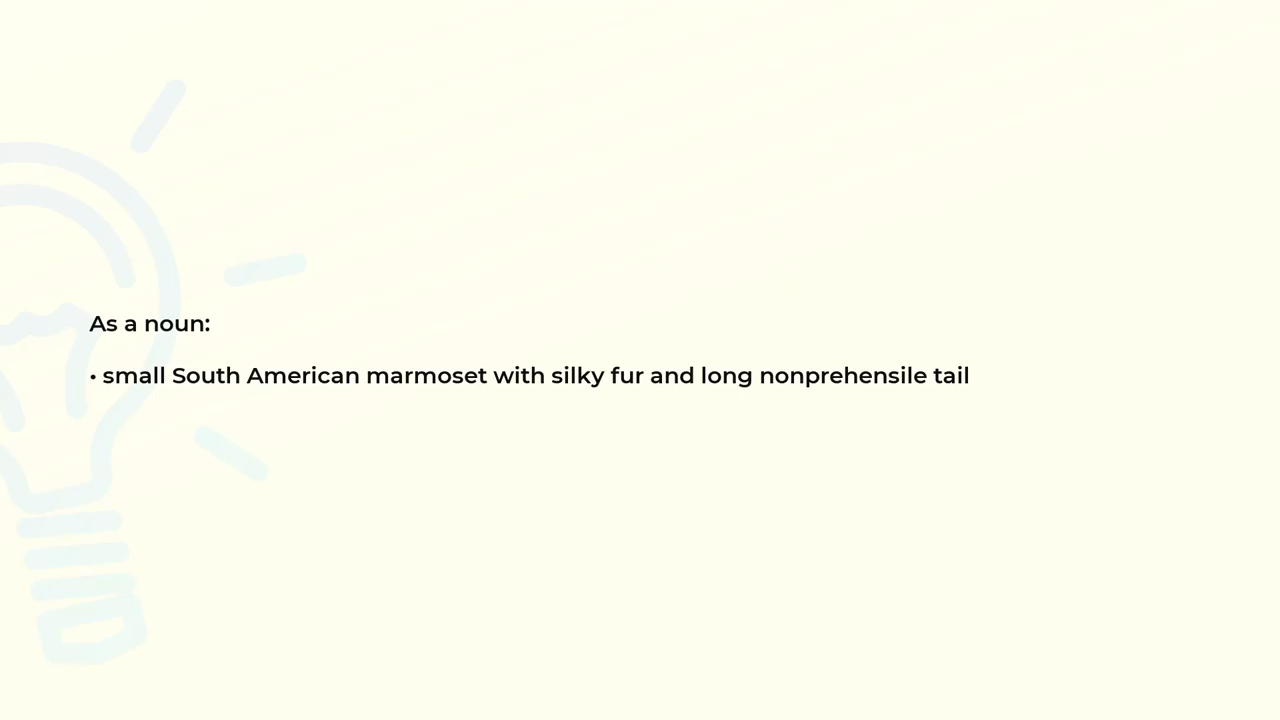 As a noun:
• small South American marmoset with silky fur and long nonprehensile tail